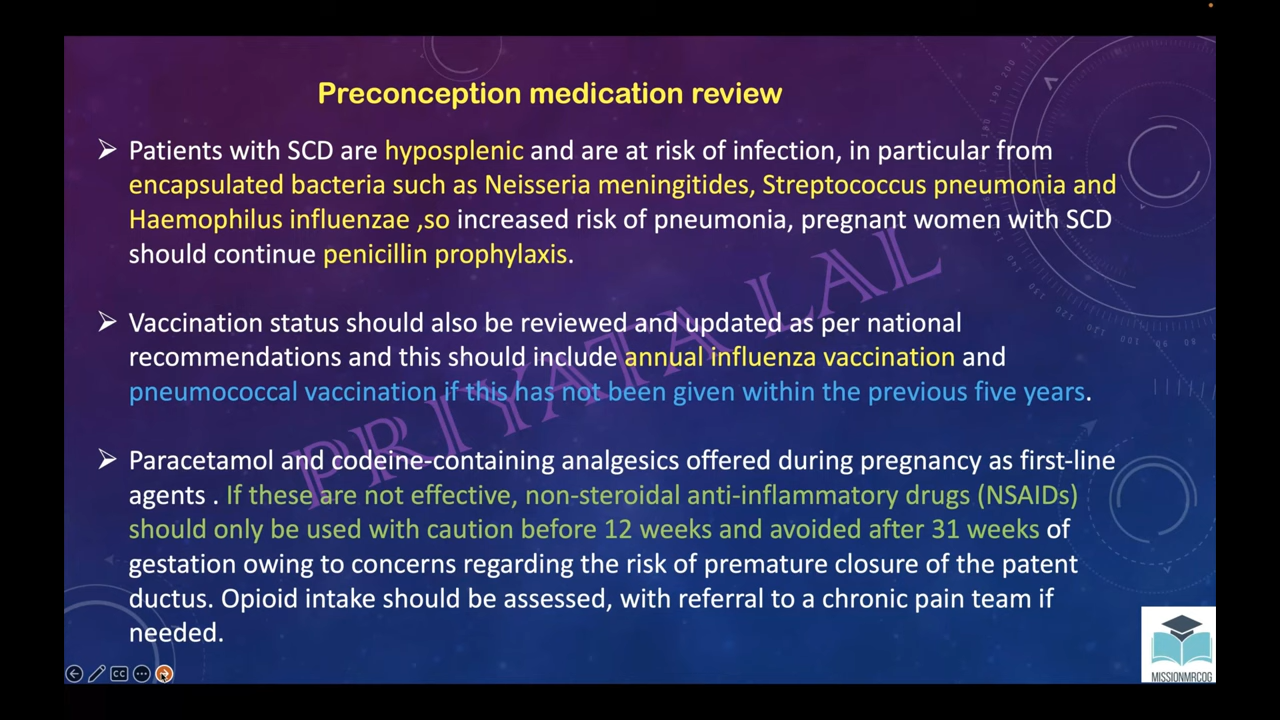 Preconception medication review
Patients with SCD are hyposplenic and are at risk of infection, in particular from
encapsulated bacteria such as Neisseria meningitides, Streptococcus pneumonia and
Haemophilus influenzae ,so increased risk of pneumonia, pregnant women with SCD
should continue penicillin prophylaxis.
Vaccination status should also be reviewed and updated as per national
recommendations and this should include annual influenza vaccination and
pneumococcal vaccination if this has not been given within the previous five years.
Paracetamol and codeine-containing analgesics offered during pregnancy as first-line
agents . If these are not effective, non-steroidal anti-inflammatory drugs (NSAIDs)
should only be used with caution before 12 weeks and avoided after 31 weeks of
gestation owing to concerns regarding the risk of premature closure of the patent
ductus. Opioid intake should be assessed, with referral to a chronic pain team if
needed.
PRIYATA LAL
CC
MISSIONMRCOG